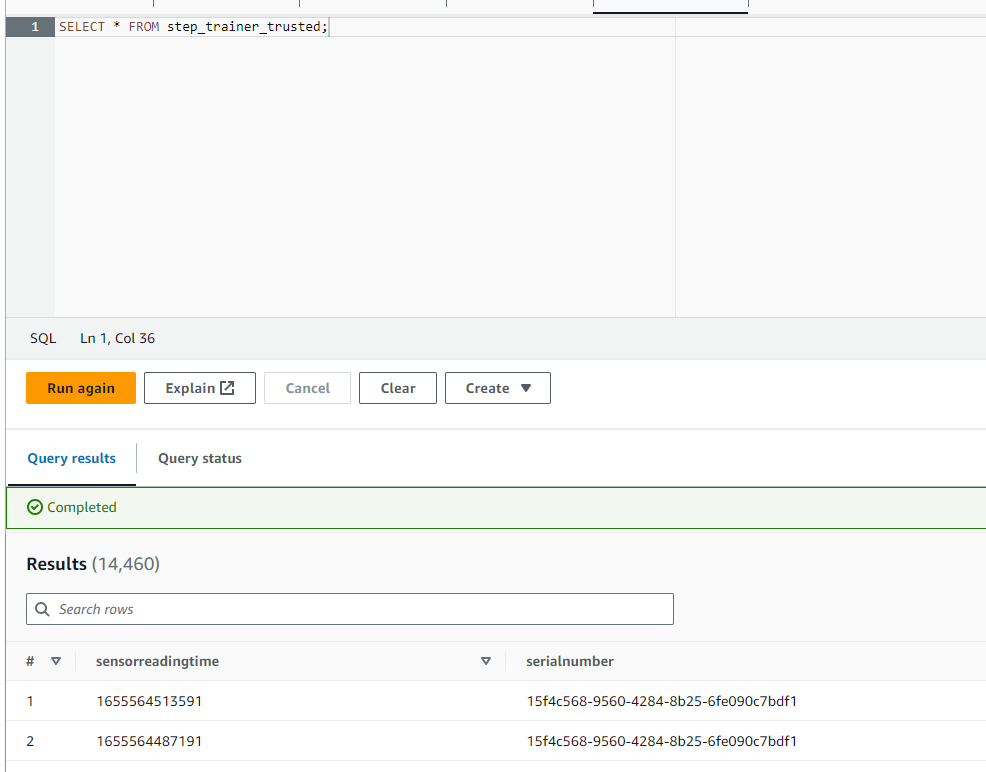 1 SELECT * FROM step_trainer_trusted;
SQL Ln 1, Col 36
Run again Explain Cancel Clear Create
Query results Query status
Completed
Results (14,460)
Search rows
# sensorreadingtime serialnumber
1 1655564513591 15f4c568-9560-4284-8b25-6fe090c7bdf1
2 1655564487191 15f4c568-9560-4284-8b25-6fe090c7bdf1